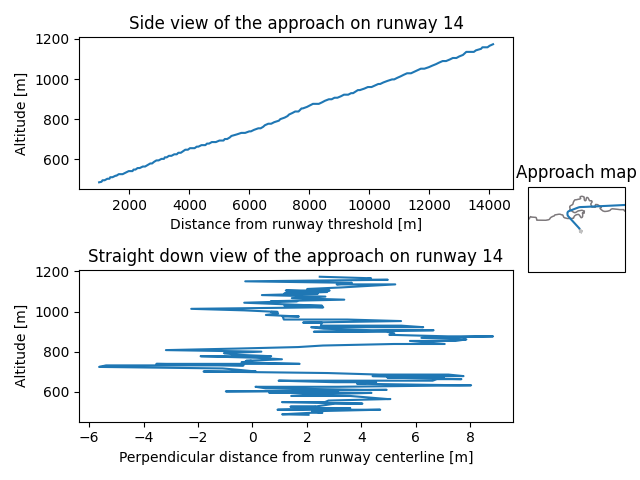 Side view of the approach on runway 14
1200
1000
800
600
Altitude [m]
2000 4000 6000 8000 10000 12000 14000
Distance from runway threshold [m]
Approach map
Straight down view of the approach on runway 14
1200
1000
800
600
Altitude [m]
−6 −4 −2 0 2 4 6 8
Perpendicular distance from runway centerline [m]